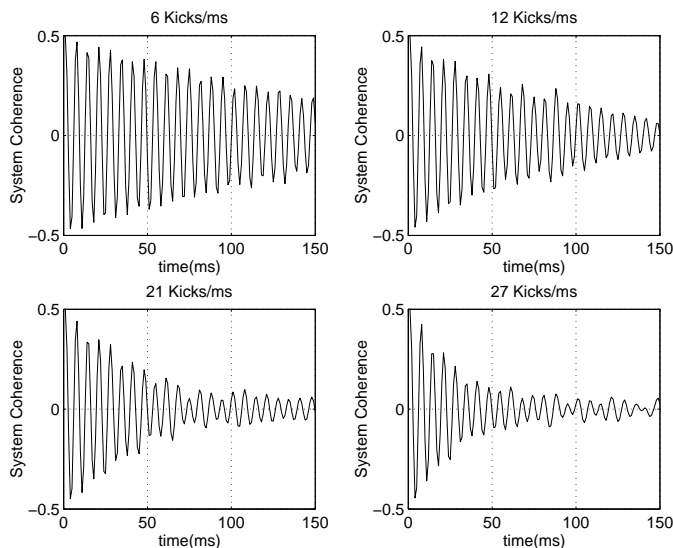 6 Kicks/ms
0.5
0
−0.5
System Coherence
0 50 100 150
time(ms)
12 Kicks/ms
0.5
0
−0.5
System Coherence
0 50 100 150
time(ms)
21 Kicks/ms
0.5
0
−0.5
System Coherence
0 50 100 150
time(ms)
27 Kicks/ms
0.5
0
−0.5
System Coherence
0 50 100 150
time(ms)